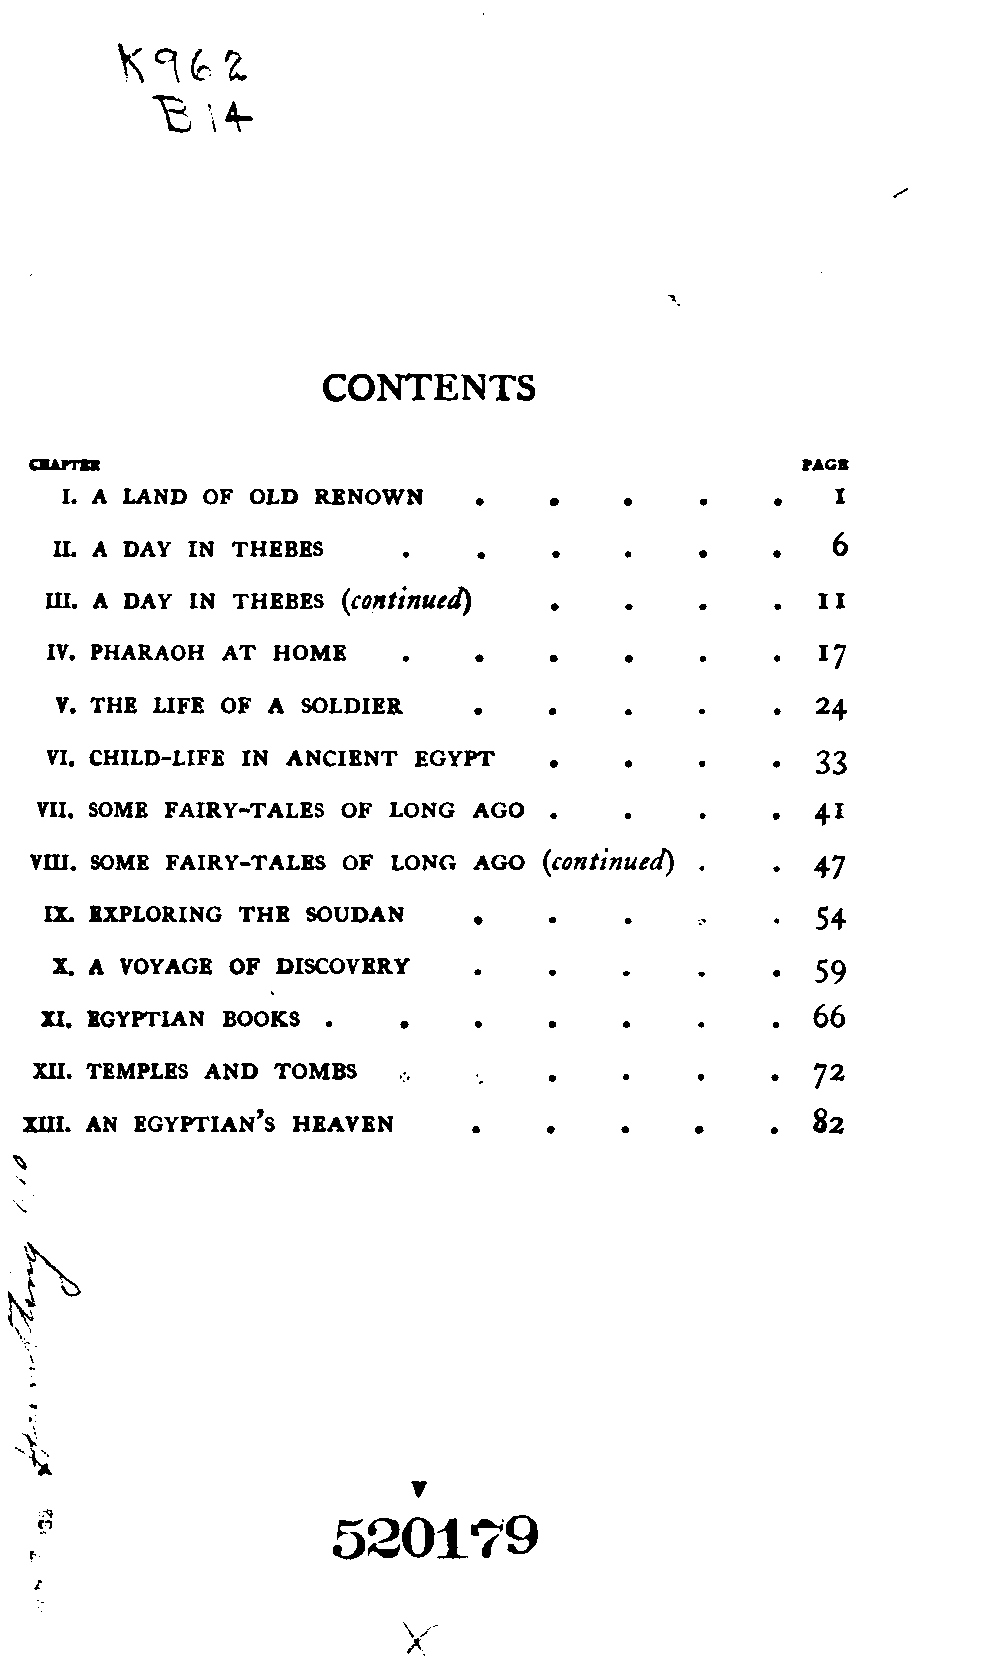 K962
B14
CONTENTS
CHAPTER PAGE
I. A LAND OF OLD RENOWN . . . . . 1
II. A DAY IN THEBES . . . . . . 6
III. A DAY IN THEBES (continued) . . . . 11
IV. PHARAOH AT HOME . . . . . . 17
V. THE LIFE OF A SOLDIER . . . . . 24
VI. CHILD-LIFE IN ANCIENT EGYPT . . . . 33
VII. SOME FAIRY-TALES OF LONG AGO . . . . 41
VIII. SOME FAIRY-TALES OF LONG AGO (continued) . . 47
IX. EXPLORING THE SOUDAN . . . . . 54
X. A VOYAGE OF DISCOVERY . . . . . 59
XI. EGYPTIAN BOOKS . . . . . . . 66
XII. TEMPLES AND TOMBS . . . . . . 72
XIII. AN EGYPTIAN'S HEAVEN . . . . . 82
V
520179
X